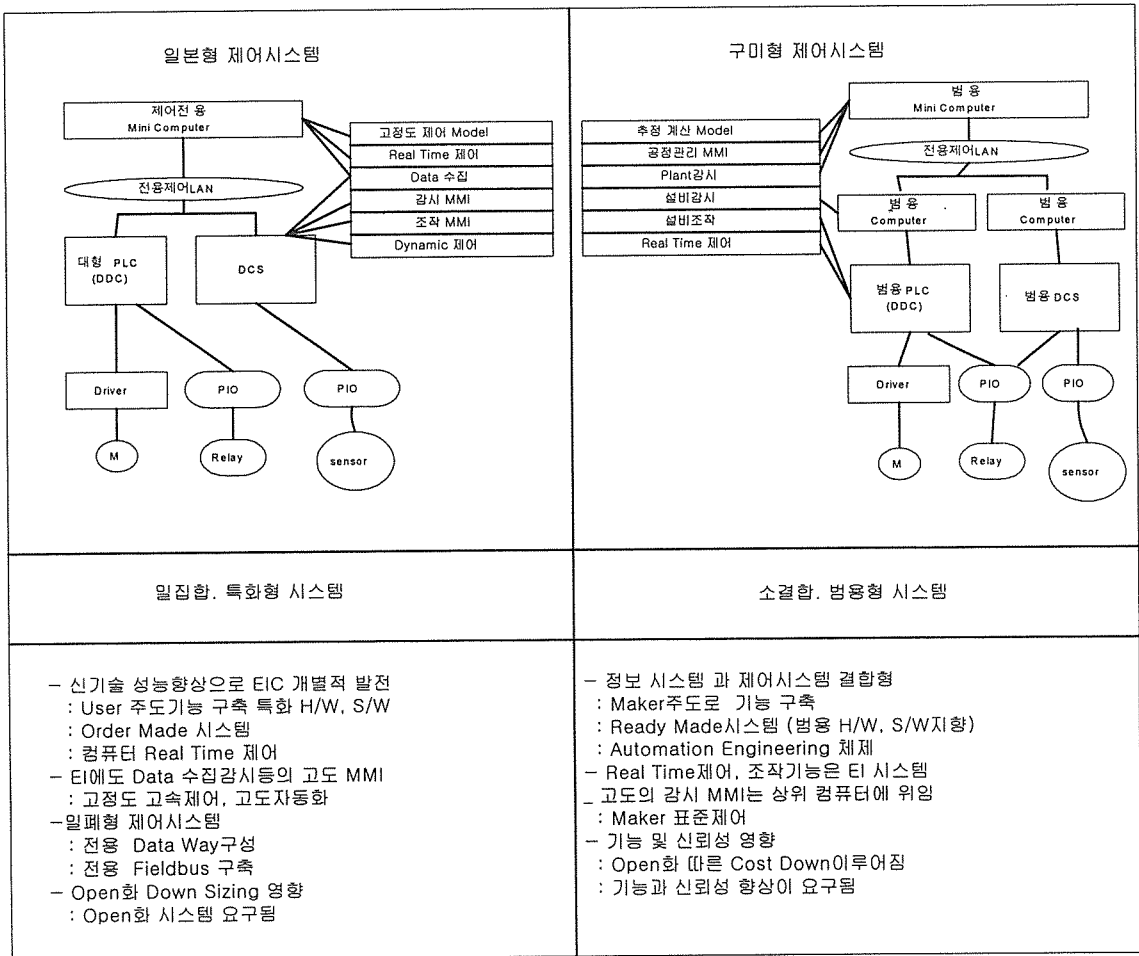 일본형 제어시스템
제어전 용
Mini Computer
고정도 제어 Model
Real Time 제어
Data 수집
감시 MMI
조작 MMI
Dynamic 제어
전용제어LAN
대형 PLC
(DDC)
DCS
Driver
PIO
PIO
M
Relay
sensor
구미형 제어시스템
범 용
Mini Computer
추정 계산 Model
공정관리 MMI
Plant감시
설비감시
설비조작
Real Time 제어
전용제어LAN
범 용
Computer
범 용
Computer
범용 PLC
(DDC)
범용 DCS
Driver
PIO
PIO
M
Relay
sensor
밀집합. 특화형 시스템
소결합. 범용형 시스템
– 신기술 성능향상으로 EIC 개별적 발전
: User 주도기능 구축 특화 H/W, S/W
: Order Made 시스템
: 컴퓨터 Real Time 제어
– EI에도 Data 수집감시등의 고도 MMI
: 고정도 고속제어, 고도자동화
–밀폐형 제어시스템
: 전용 Data Way구성
: 전용 Fieldbus 구축
– Open화 Down Sizing 영향
: Open화 시스템 요구됨
– 정보 시스템 과 제어시스템 결합형
: Maker주도로 기능 구축
: Ready Made시스템 (범용 H/W, S/W지향)
: Automation Engineering 체제
– Real Time제어, 조작기능은 EI 시스템
_ 고도의 감시 MMI는 상위 컴퓨터에 위임
: Maker 표준제어
– 기능 및 신뢰성 영향
: Open화 따른 Cost Down이루어짐
: 기능과 신뢰성 향상이 요구됨